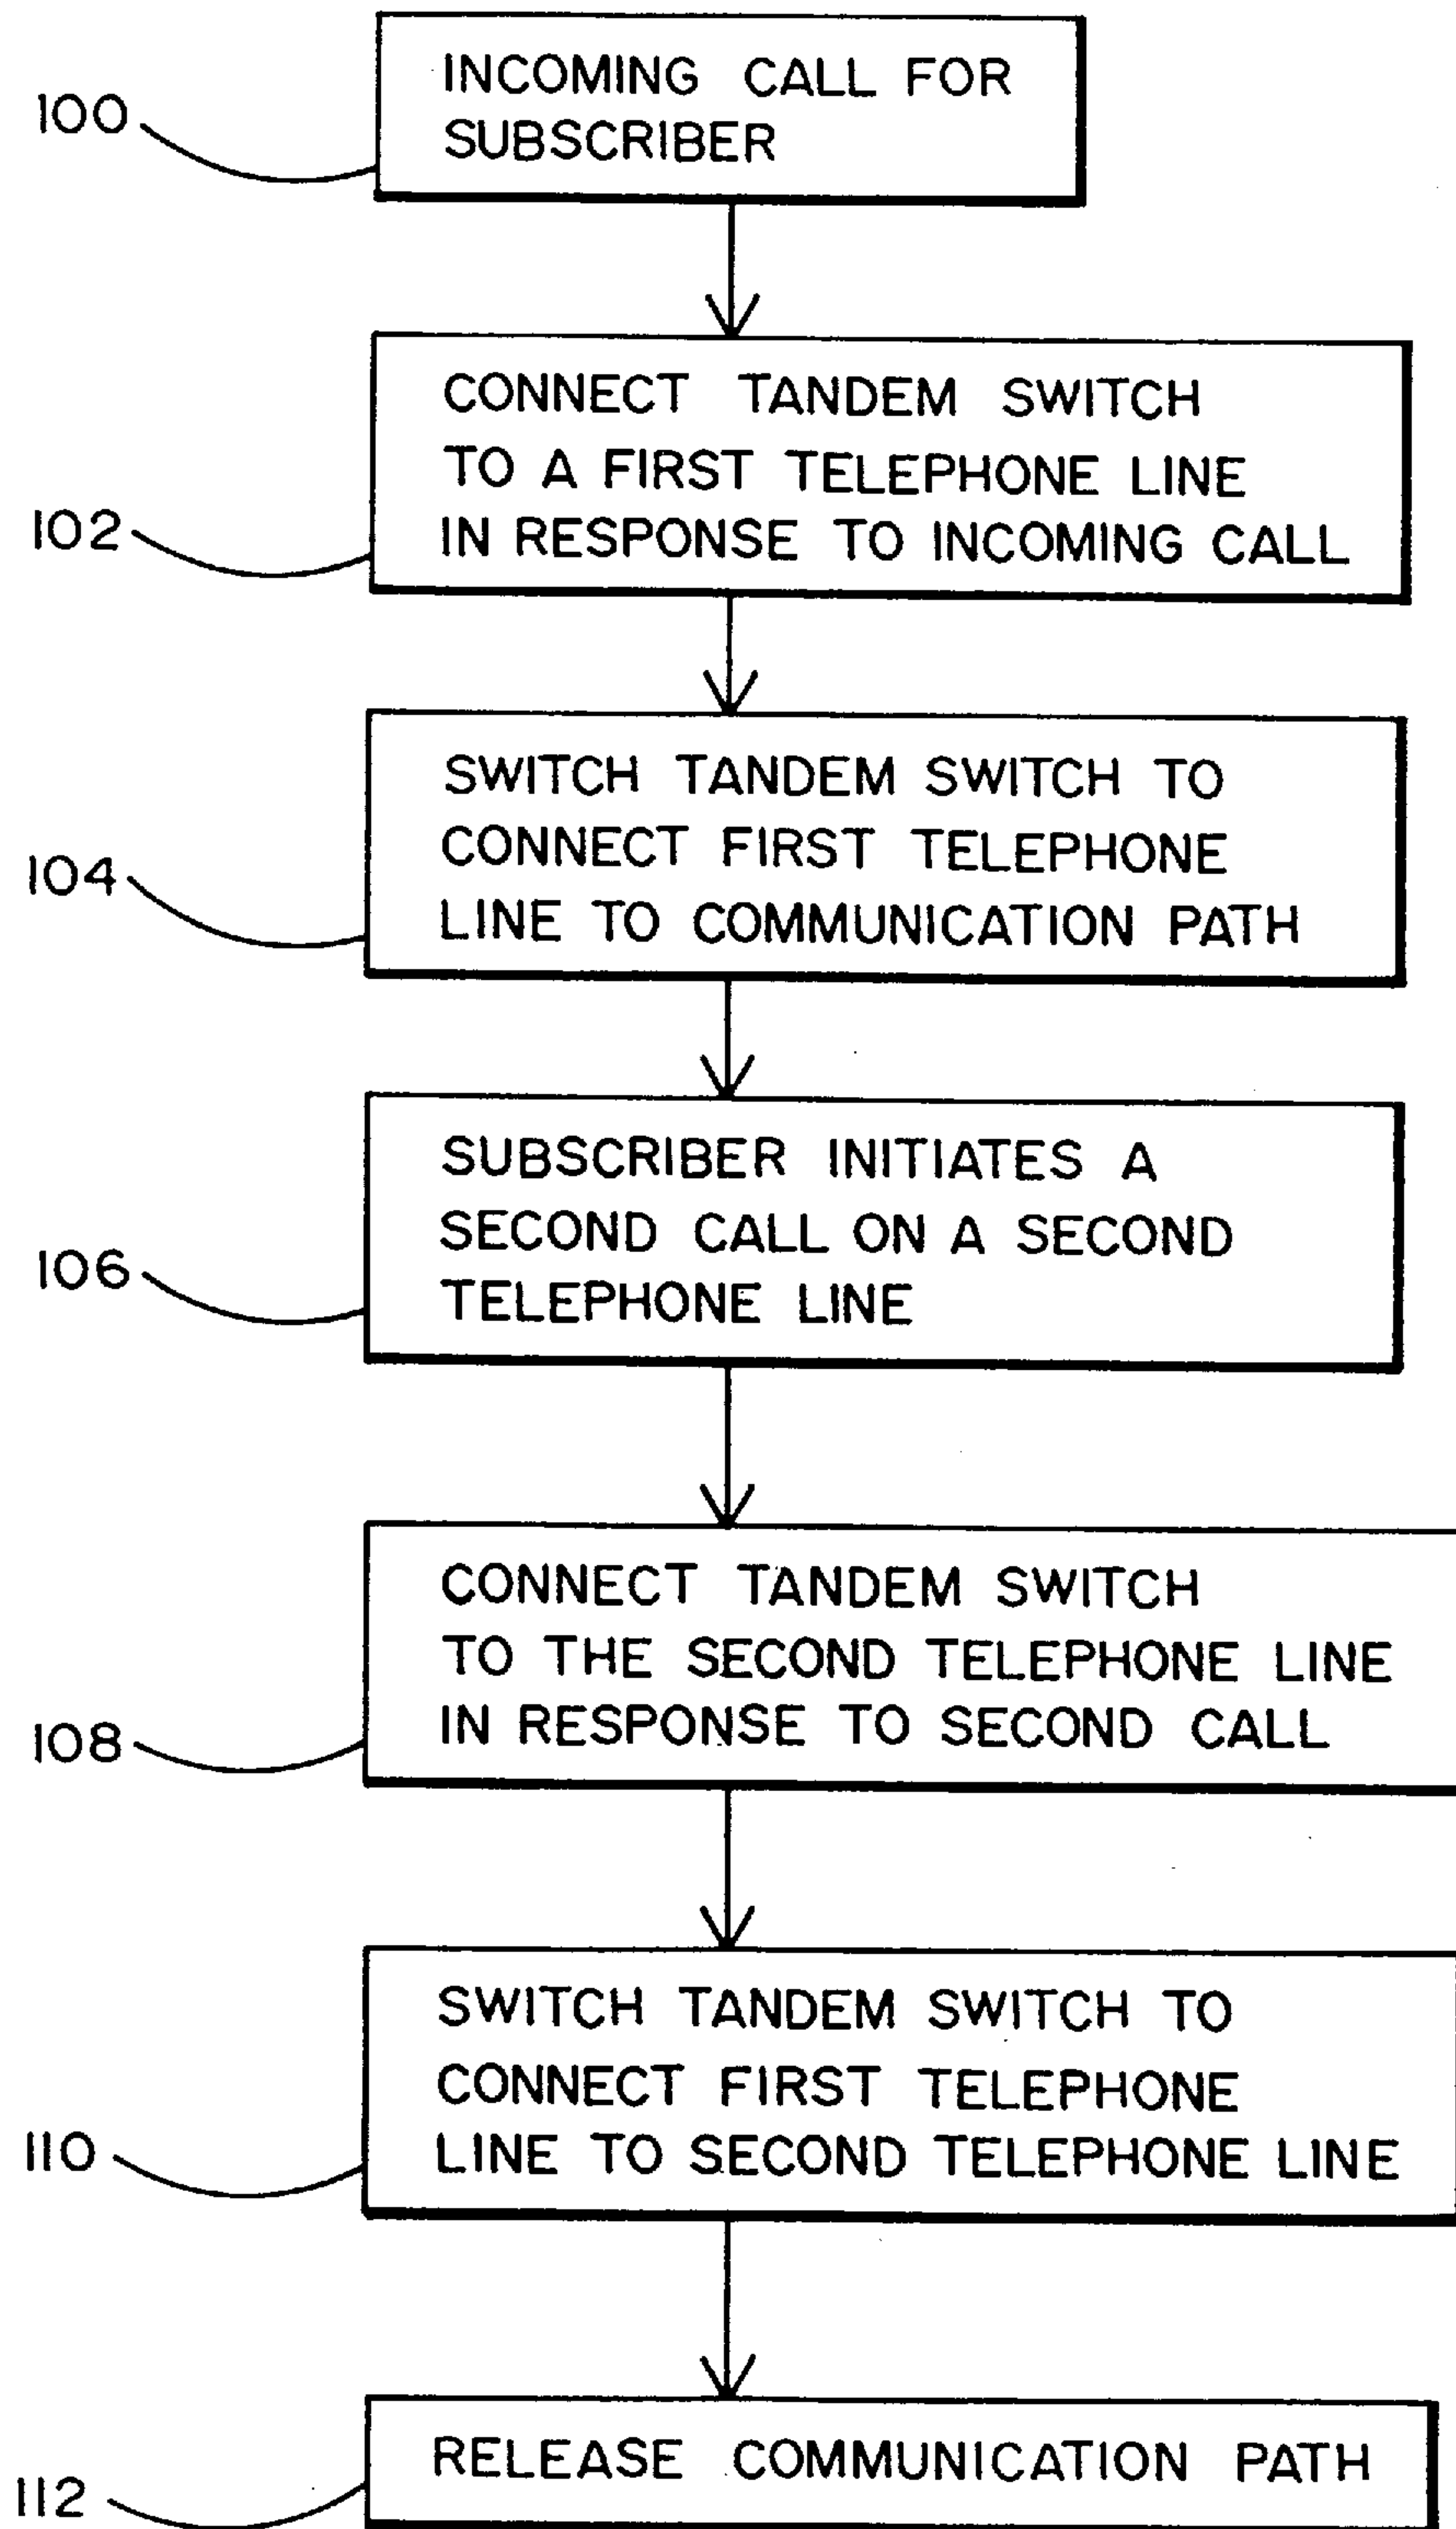 100
INCOMING CALL FOR
SUBSCRIBER
102
CONNECT TANDEM SWITCH
TO A FIRST TELEPHONE LINE
IN RESPONSE TO INCOMING CALL
104
SWITCH TANDEM SWITCH TO
CONNECT FIRST TELEPHONE
LINE TO COMMUNICATION PATH
106
SUBSCRIBER INITIATES A
SECOND CALL ON A SECOND
TELEPHONE LINE
108
CONNECT TANDEM SWITCH
TO THE SECOND TELEPHONE LINE
IN RESPONSE TO SECOND CALL
110
SWITCH TANDEM SWITCH TO
CONNECT FIRST TELEPHONE
LINE TO SECOND TELEPHONE LINE
112
RELEASE COMMUNICATION PATH